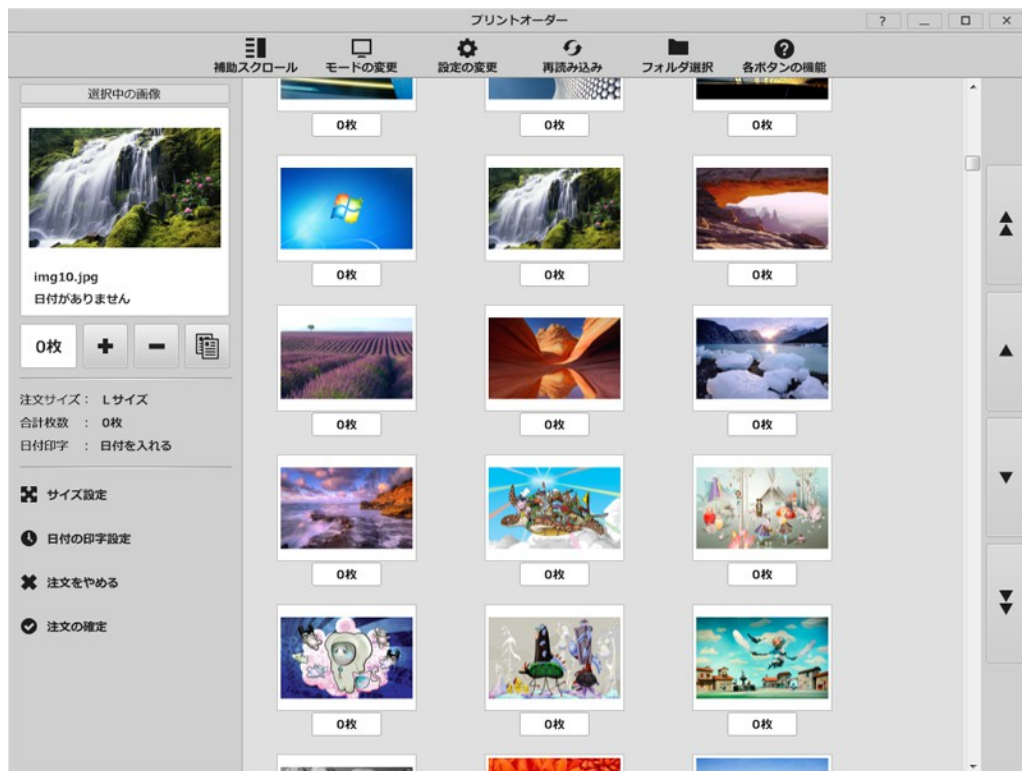 プリントオーダー
?
補助スクロール
モードの変更
設定の変更
再読み込み
フォルダ選択
各ボタンの機能
選択中の画像
img10.jpg
日付がありません
0枚
注文サイズ: Lサイズ
合計枚数 : 0枚
日付印字 : 日付を入れる
サイズ設定
日付の印字設定
注文をやめる
注文の確定
0枚 0枚 0枚
0枚 0枚 0枚
0枚 0枚 0枚
0枚 0枚 0枚
0枚 0枚 0枚